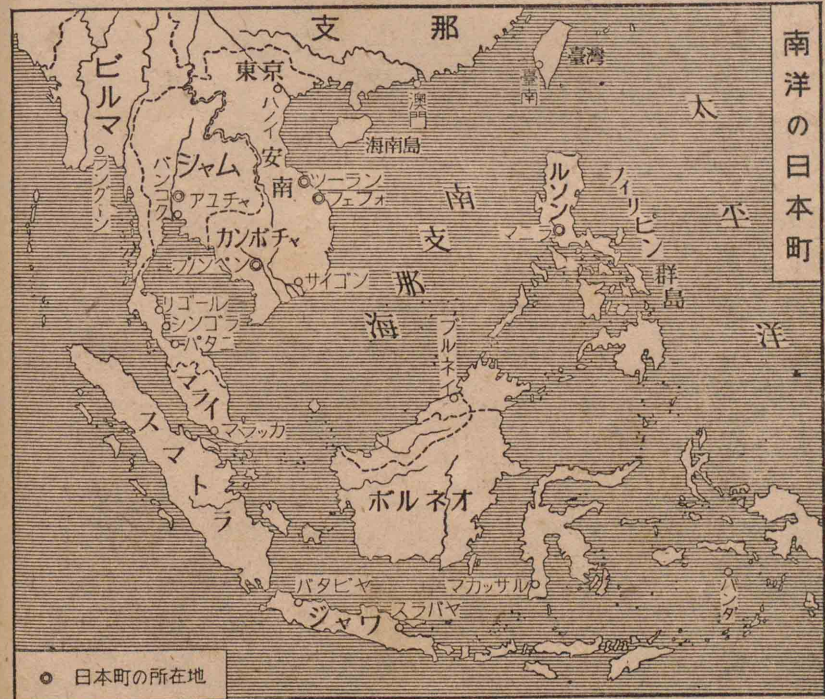 南洋の日本町
支那
臺灣
臺南
太平洋
東京
ハノイ
澳門
海南島
ビルマ
ラングーン
シャム
バンコク
アユチャ
安南
ツーラン
フェフォ
カンボチャ
プノンペン
サイゴン
南支那海
ルソン
マニラ
フィリピン群島
リゴール
シンゴラ
パタニ
マライ
マラッカ
スマトラ
ブルネイ
ボルネオ
バタビヤ
ジャワ
スラバヤ
マカッサル
バンダ
◎ 日本町の所在地